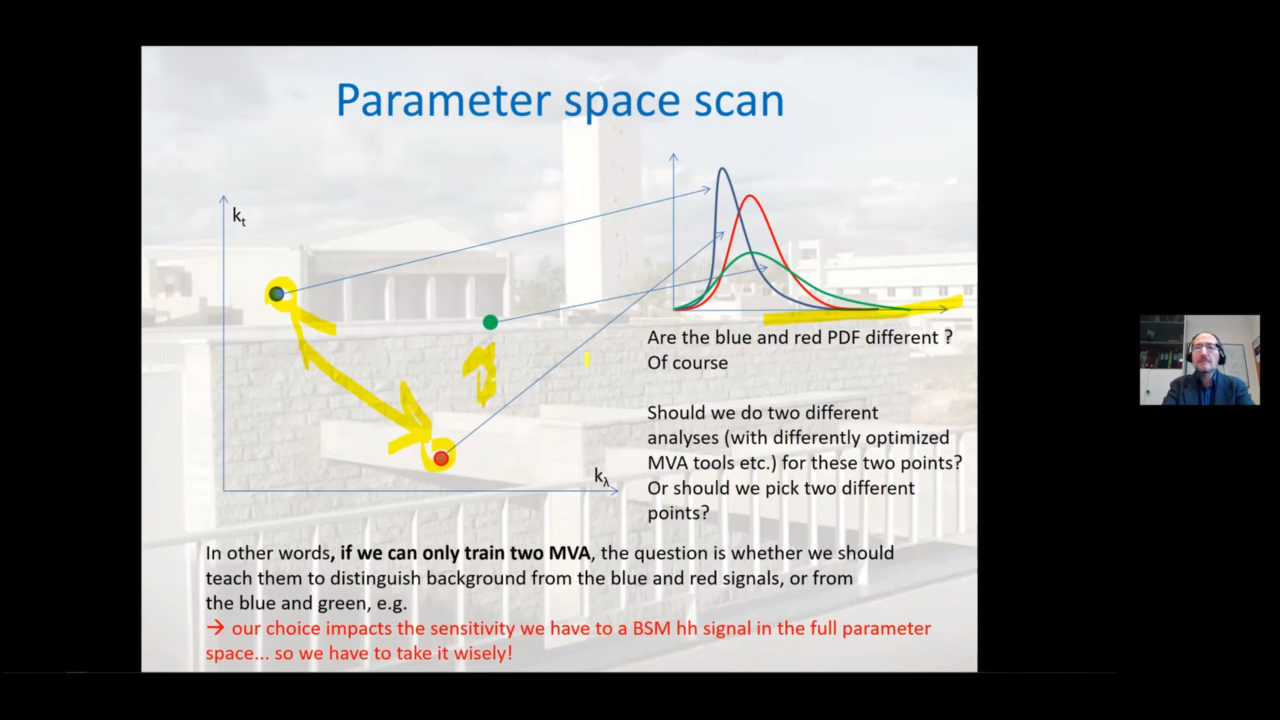 Parameter space scan
kt
kλ
Are the blue and red PDF different ?
Of course
Should we do two different
analyses (with differently optimized
MVA tools etc.) for these two points?
Or should we pick two different
points?
In other words, if we can only train two MVA, the question is whether we should
teach them to distinguish background from the blue and red signals, or from
the blue and green, e.g.
→ our choice impacts the sensitivity we have to a BSM hh signal in the full parameter
space... so we have to take it wisely!